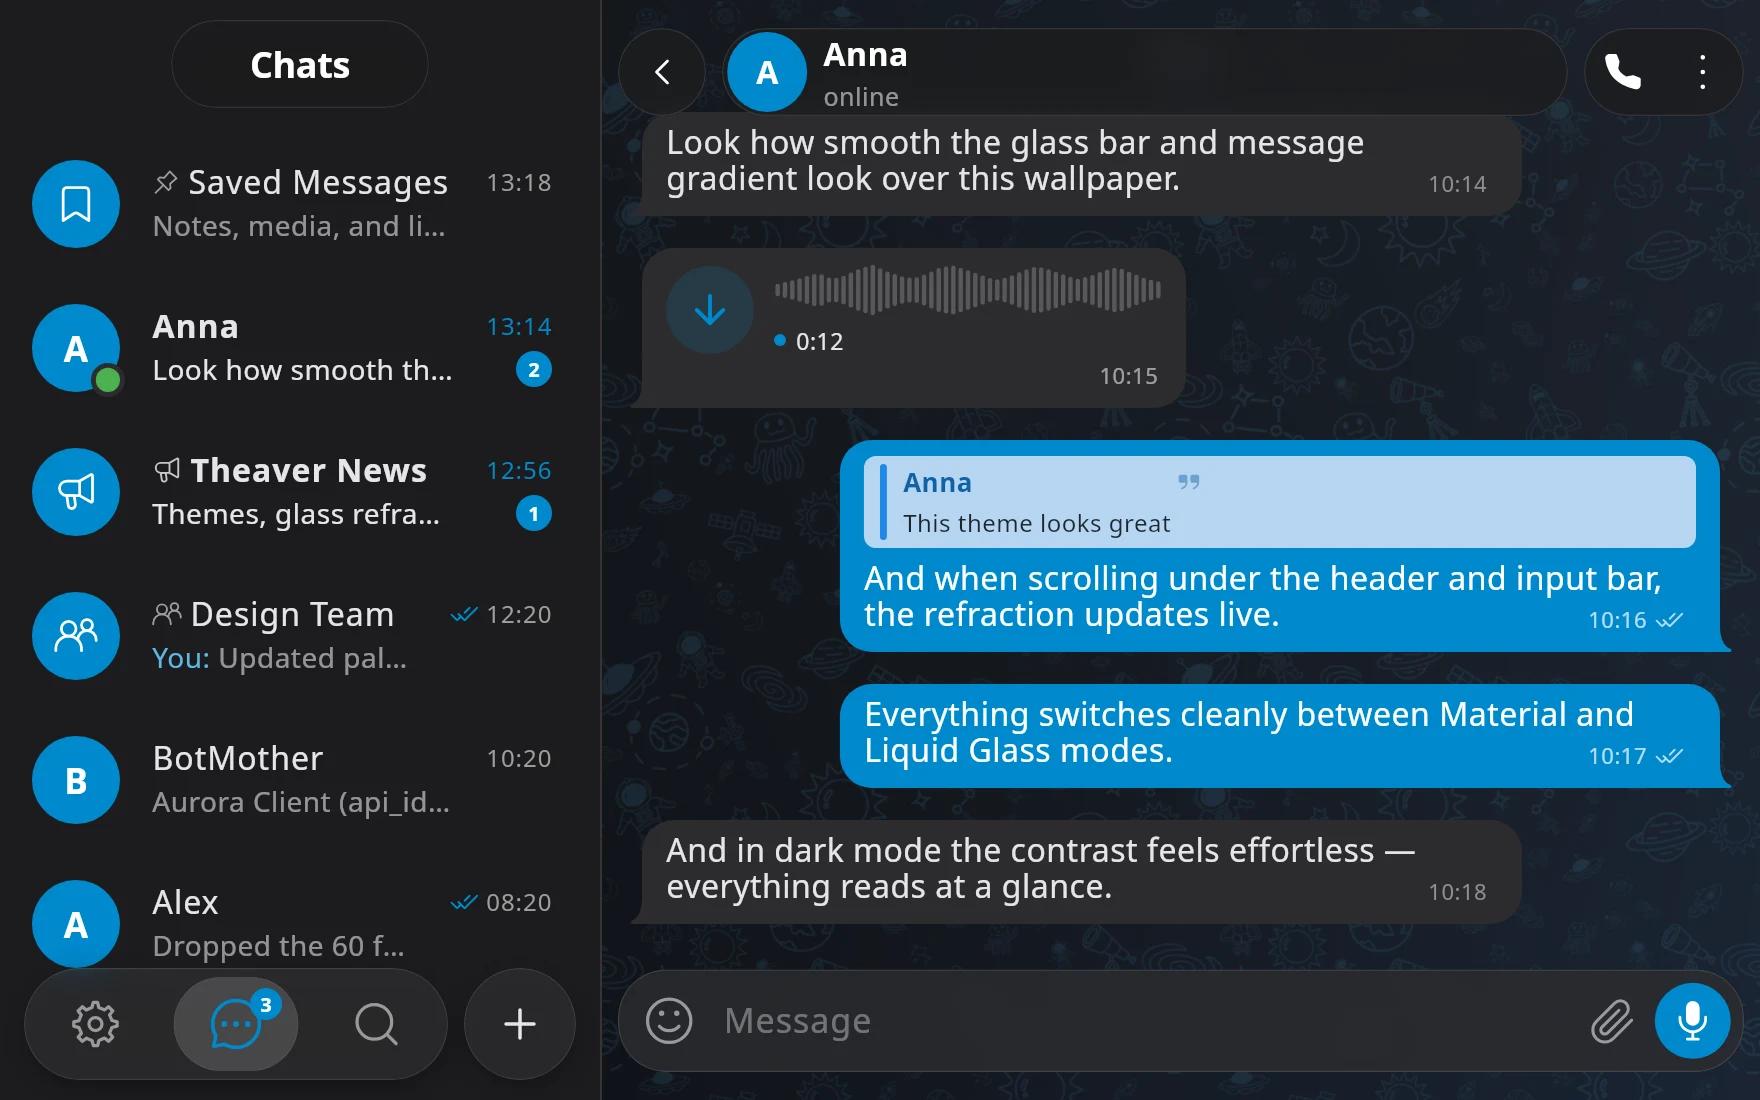 Chats
Saved Messages 13:18
Notes, media, and li...
A
Anna 13:14
Look how smooth th... 2
Theaver News 12:56
Themes, glass refra... 1
Design Team 12:20
You: Updated pal...
B
BotMother 10:20
Aurora Client (api_id...
A
Alex 08:20
Dropped the 60 f...
3
A
Anna
online
Look how smooth the glass bar and message
gradient look over this wallpaper. 10:14
0:12
10:15
Anna
This theme looks great
And when scrolling under the header and input bar,
the refraction updates live. 10:16
Everything switches cleanly between Material and
Liquid Glass modes. 10:17
And in dark mode the contrast feels effortless —
everything reads at a glance. 10:18
Message